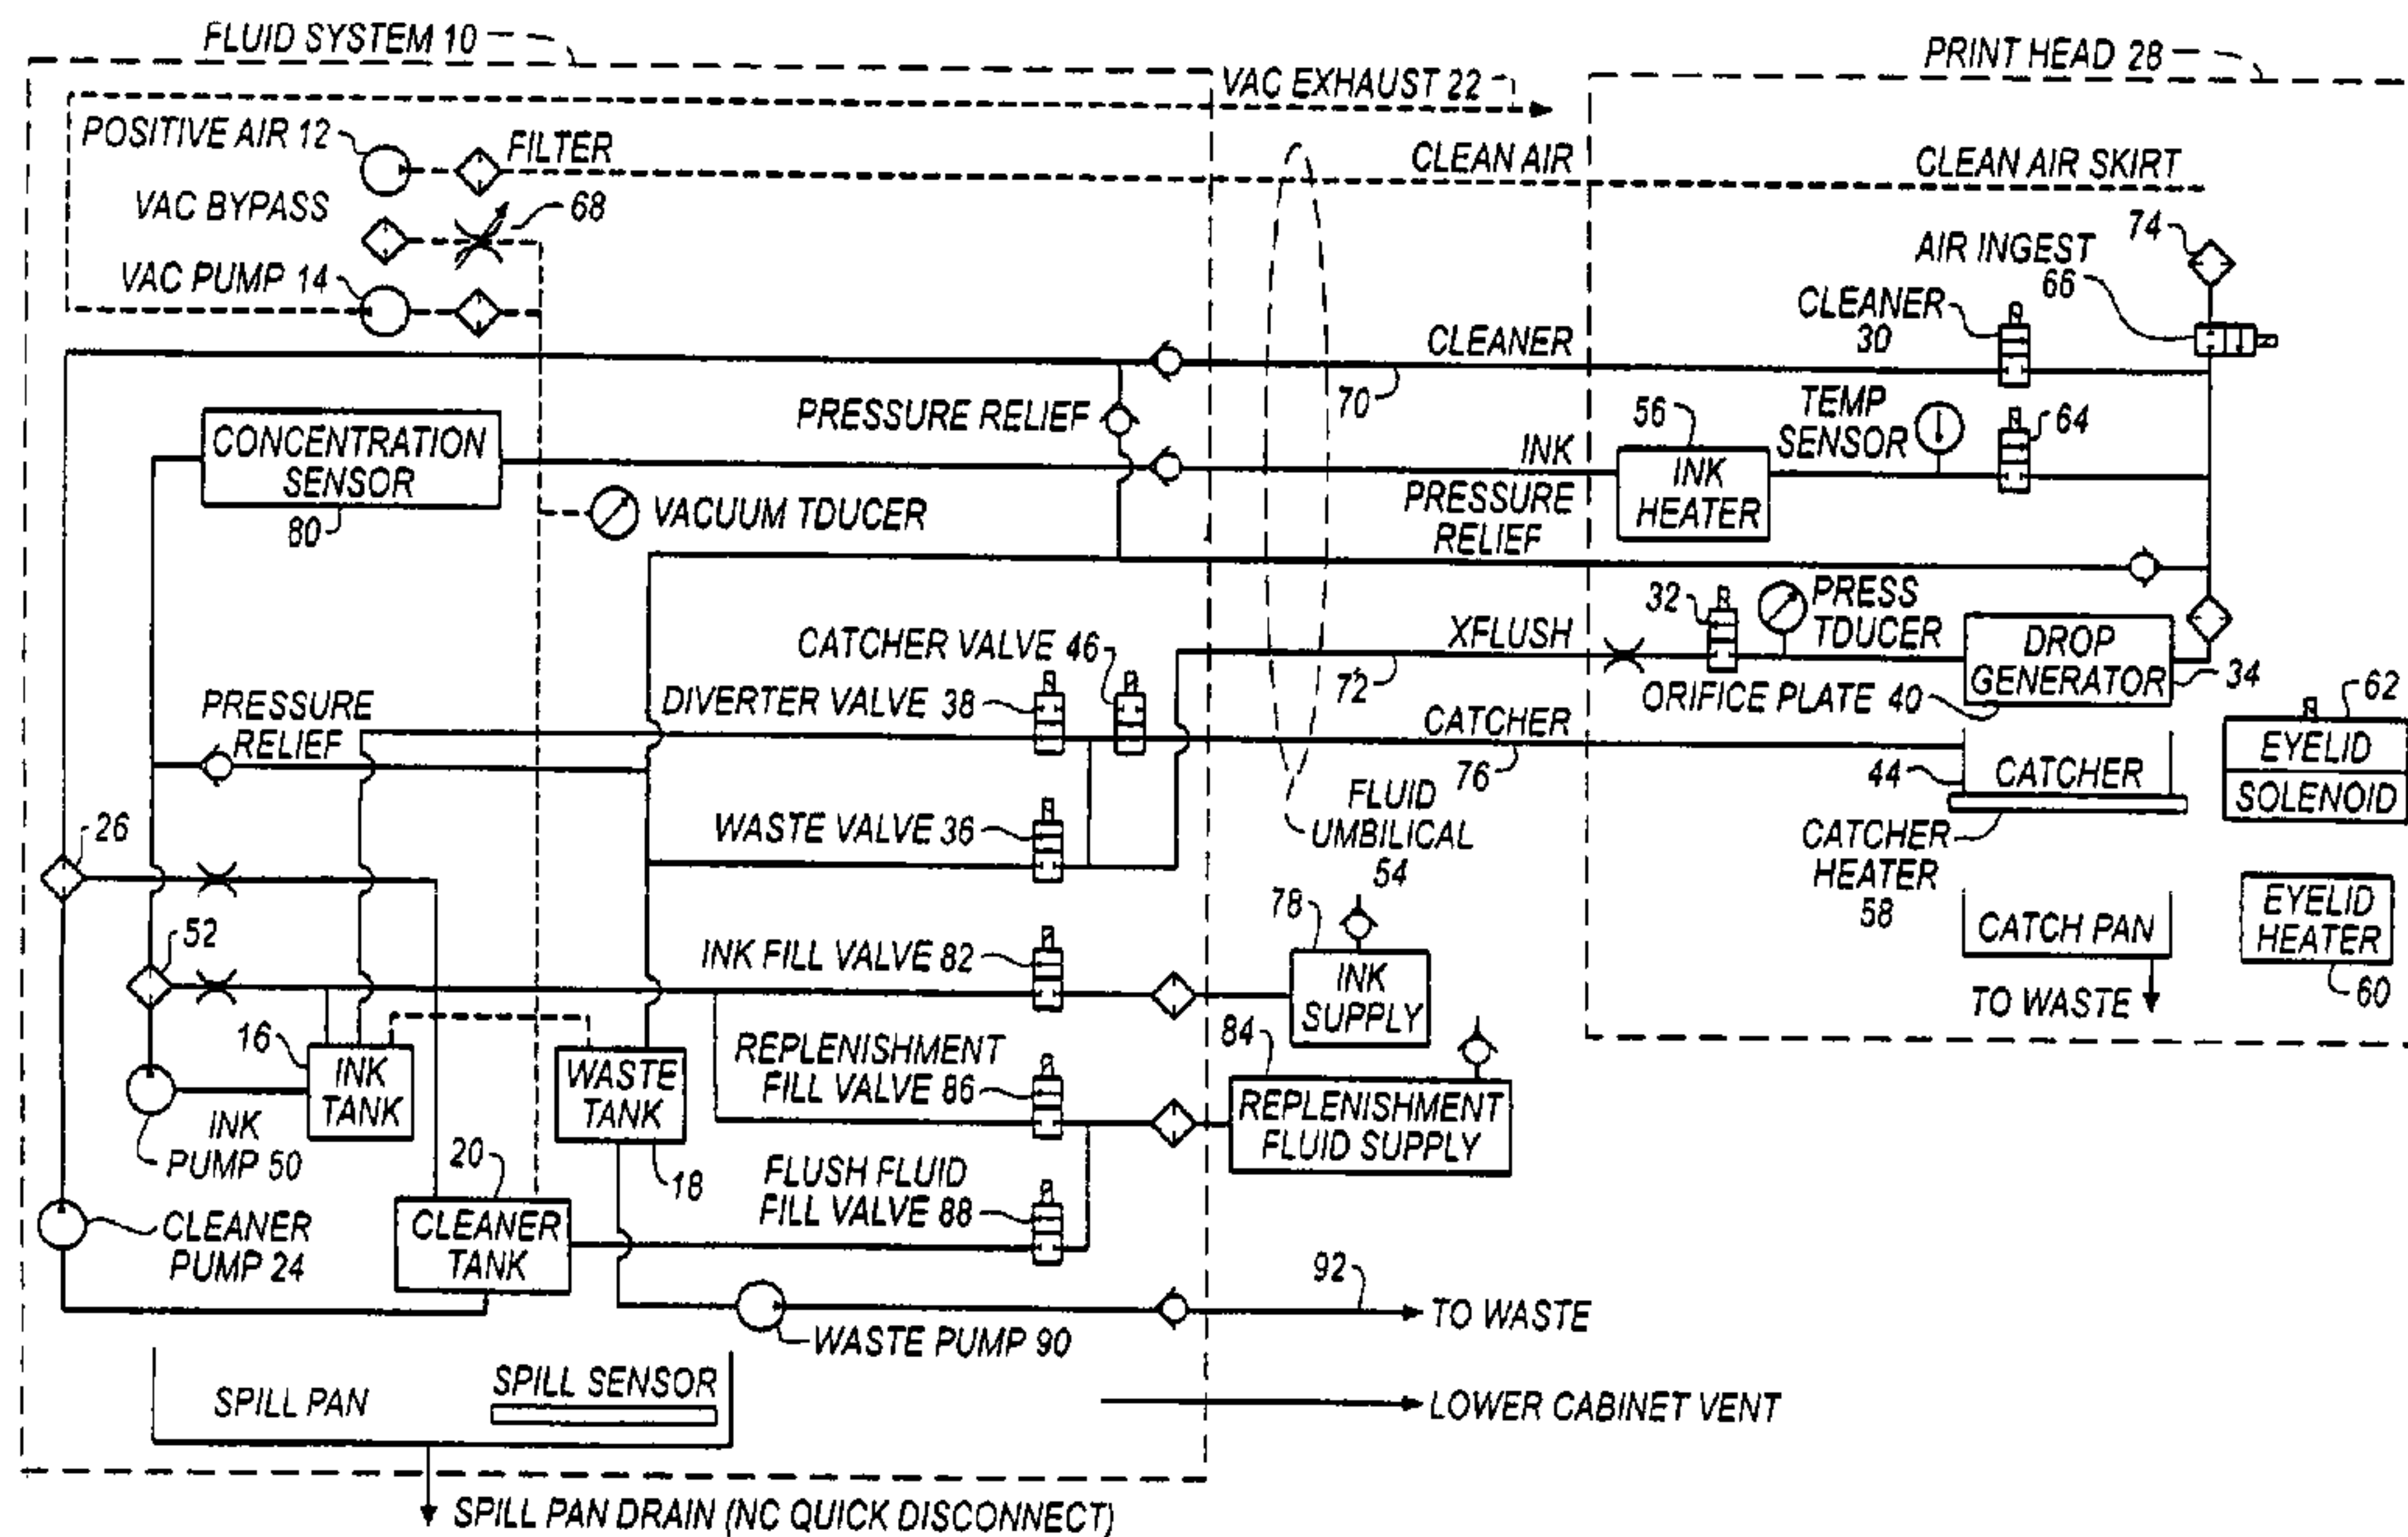 FLUID SYSTEM 10
PRINT HEAD 28
VAC EXHAUST 22
POSITIVE AIR 12
FILTER
CLEAN AIR
CLEAN AIR SKIRT
VAC BYPASS
68
74
AIR INGEST
66
VAC PUMP 14
CLEANER
30
CLEANER
70
PRESSURE RELIEF
TEMP
SENSOR
64
56
CONCENTRATION
SENSOR
80
INK
INK
HEATER
VACUUM TDUCER
PRESSURE
RELIEF
32
PRESS
TDUCER
XFLUSH
72
DROP
GENERATOR
34
CATCHER VALVE 46
DIVERTER VALVE 38
ORIFICE PLATE 40
62
PRESSURE
RELIEF
CATCHER
76
44
CATCHER
EYELID
SOLENOID
FLUID
UMBILICAL
54
WASTE VALVE 36
26
CATCHER
HEATER
58
EYELID
HEATER
60
CATCH PAN
TO WASTE
52
INK FILL VALVE 82
78
INK
SUPPLY
16
INK
TANK
WASTE
TANK
18
REPLENISHMENT
FILL VALVE 86
84
REPLENISHMENT
FLUID SUPPLY
INK
PUMP 50
20
CLEANER
TANK
FLUSH FLUID
FILL VALVE 88
CLEANER
PUMP 24
92
TO WASTE
WASTE PUMP 90
SPILL PAN
SPILL SENSOR
LOWER CABINET VENT
SPILL PAN DRAIN (NC QUICK DISCONNECT)